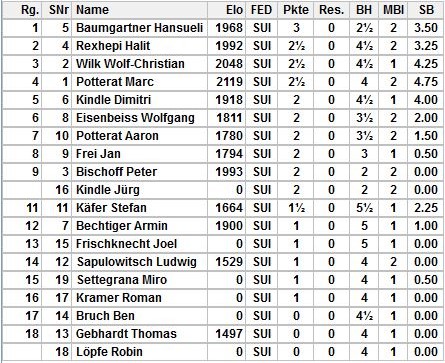 Rg. SNr Name Elo FED Pkte Res. BH MBl SB
1 5 Baumgartner Hansueli 1968 SUI 3 0 2½ 2 3.50
2 4 Rexhepi Halit 1992 SUI 2½ 0 4½ 2 3.25
3 2 Wilk Wolf-Christian 2048 SUI 2½ 0 4½ 1 4.25
4 1 Potterat Marc 2119 SUI 2½ 0 4 2 4.75
5 6 Kindle Dimitri 1918 SUI 2 0 4½ 1 4.00
6 8 Eisenbeiss Wolfgang 1811 SUI 2 0 3½ 2 2.00
7 10 Potterat Aaron 1780 SUI 2 0 3½ 2 1.50
8 9 Frei Jan 1794 SUI 2 0 3 1 0.50
9 3 Bischoff Peter 1993 SUI 2 0 2 2 0.00
16 Kindle Jürg 0 SUI 2 0 2 2 0.00
11 11 Käfer Stefan 1664 SUI 1½ 0 5½ 1 2.25
12 7 Bechtiger Armin 1900 SUI 1 0 5 1 1.00
13 15 Frischknecht Joel 0 SUI 1 0 5 1 0.00
14 12 Sapulowitsch Ludwig 1529 SUI 1 0 4 2 0.00
15 19 Settegrana Miro 0 SUI 1 0 4 1 0.50
16 17 Kramer Roman 0 SUI 1 0 4 1 0.00
17 14 Bruch Ben 0 SUI 0 0 4½ 1 0.00
18 13 Gebhardt Thomas 1497 SUI 0 0 4 1 0.00
18 Löpfe Robin 0 SUI 0 0 4 1 0.00